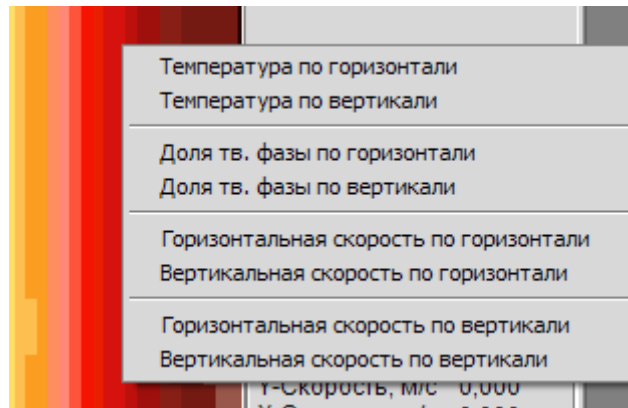 Температура по горизонтали
Температура по вертикали
Доля тв. фазы по горизонтали
Доля тв. фазы по вертикали
Горизонтальная скорость по горизонтали
Вертикальная скорость по горизонтали
Горизонтальная скорость по вертикали
Вертикальная скорость по вертикали
Y-Скорость, м/с 0,000